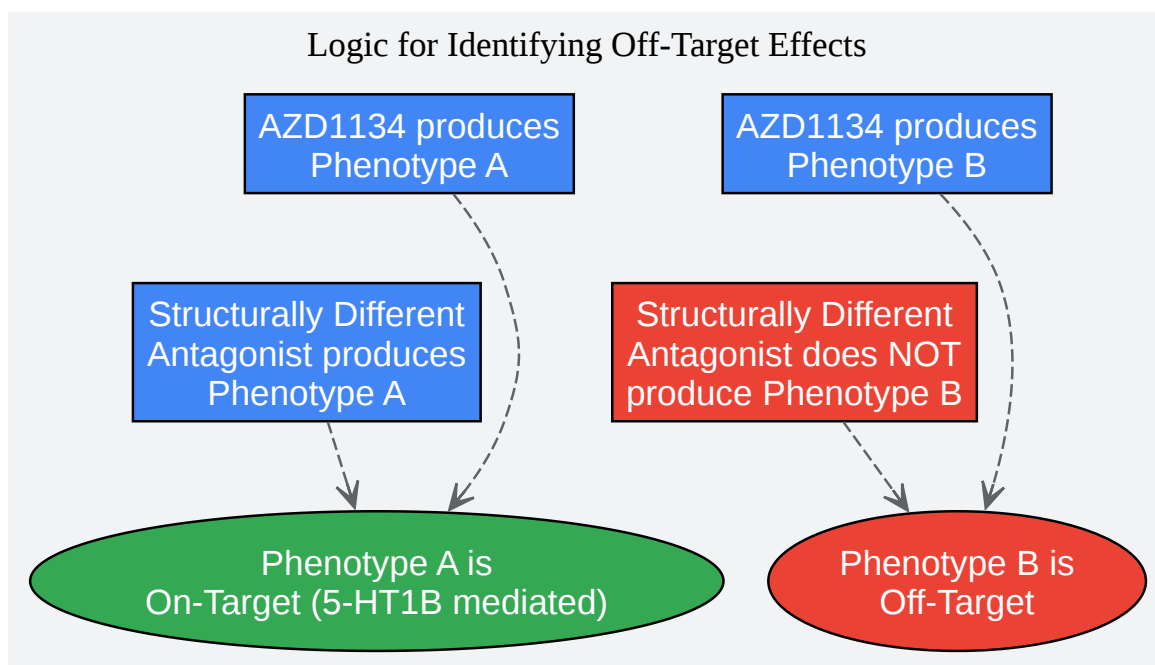 Logic for Identifying Off-Target Effects
AZD1134 produces
Phenotype A
AZD1134 produces
Phenotype B
Structurally Different
Antagonist produces
Phenotype A
Structurally Different
Antagonist does NOT
produce Phenotype B
Phenotype A is
On-Target (5-HT1B mediated)
Phenotype B is
Off-Target